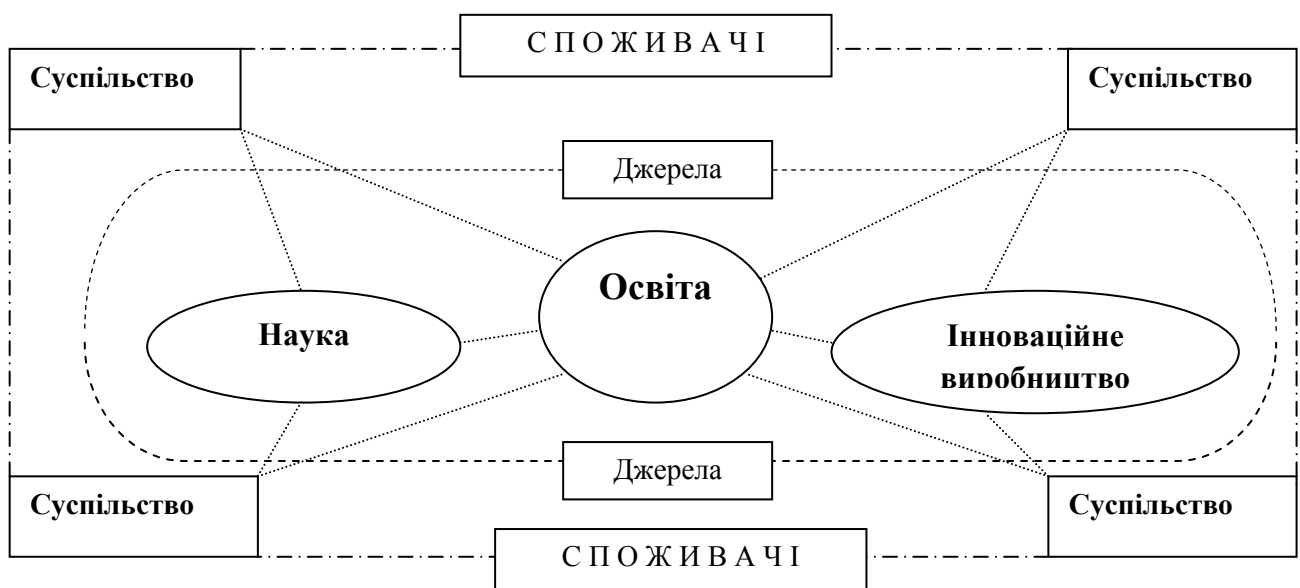 С П О Ж И В А Ч І
Суспільство
Суспільство
Джерела
Освіта
Наука
Інноваційне
виробництво
Джерела
Суспільство
Суспільство
С П О Ж И В А Ч І